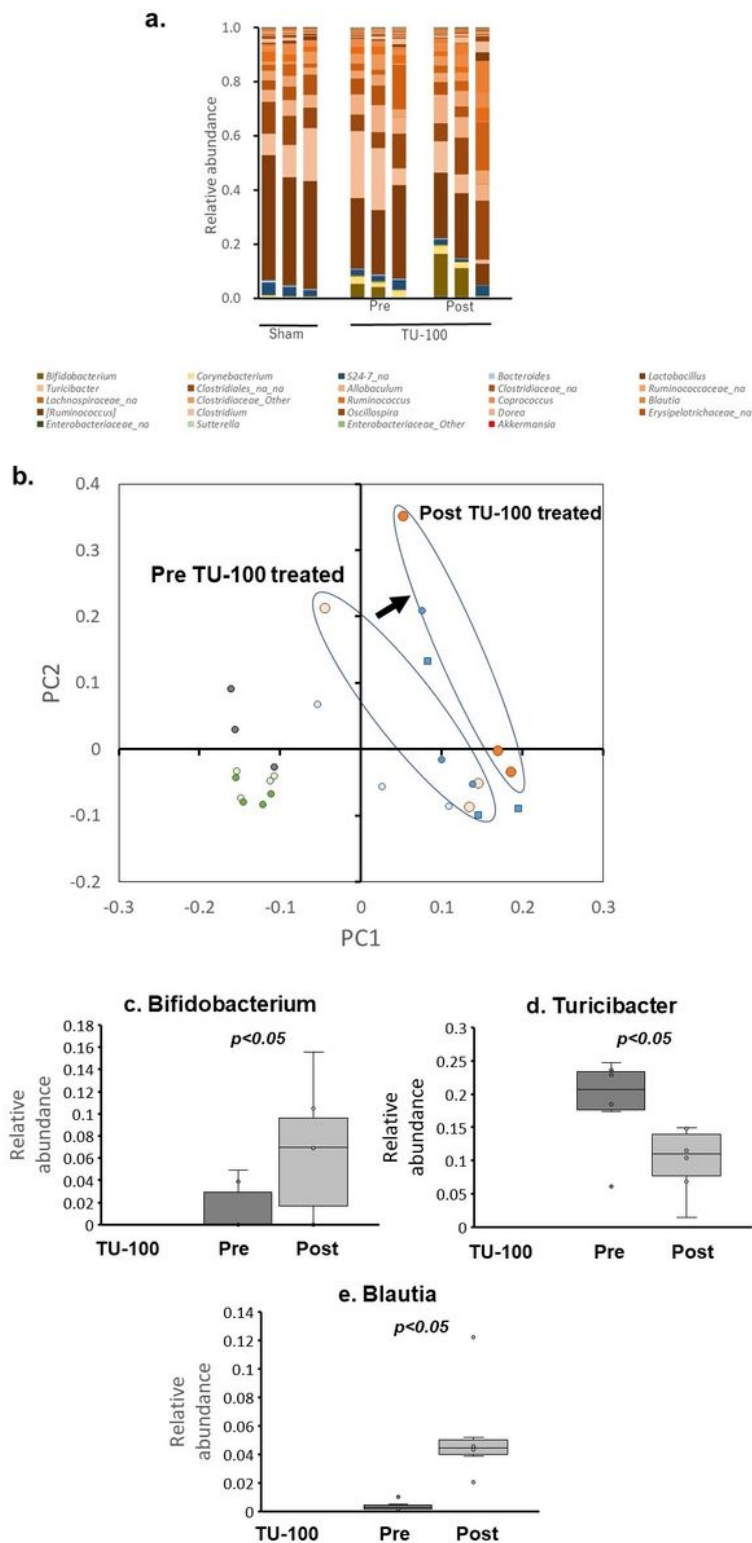 a.
1.0
0.8
0.6
0.4
0.2
0.0
Relative abundance
Pre Post
Sham TU-100
Bifidobacterium Corynebacterium S24-7_na Bacteroides Lactobacillus
Turicibacter Clostridiales_na_na Allobaculum Clostridiaceae_na Ruminococcaceae_na
Lachnospiraceae_na Clostridiaceae_Other Ruminococcus Coprococcus Blautia
[Ruminococcus] Clostridium Oscillospira Dorea Erysipelotrichaceae_na
Enterobacteriaceae_na Sutterella Enterobacteriaceae_Other Akkermansia
b.
0.4
0.3
0.2
0.1
0
-0.1
-0.2
PC2
Post TU-100 treated
Pre TU-100 treated
-0.3 -0.2 -0.1 0 0.1 0.2 0.3
PC1
c. Bifidobacterium
p<0.05
0.18
0.16
0.14
0.12
0.1
0.08
0.06
0.04
0.02
0
Relative
abundance
TU-100 Pre Post
d. Turicibacter
p<0.05
0.3
0.25
0.2
0.15
0.1
0.05
0
Relative
abundance
TU-100 Pre Post
e. Blautia
p<0.05
0.14
0.12
0.1
0.08
0.06
0.04
0.02
0
Relative
abundance
TU-100 Pre Post